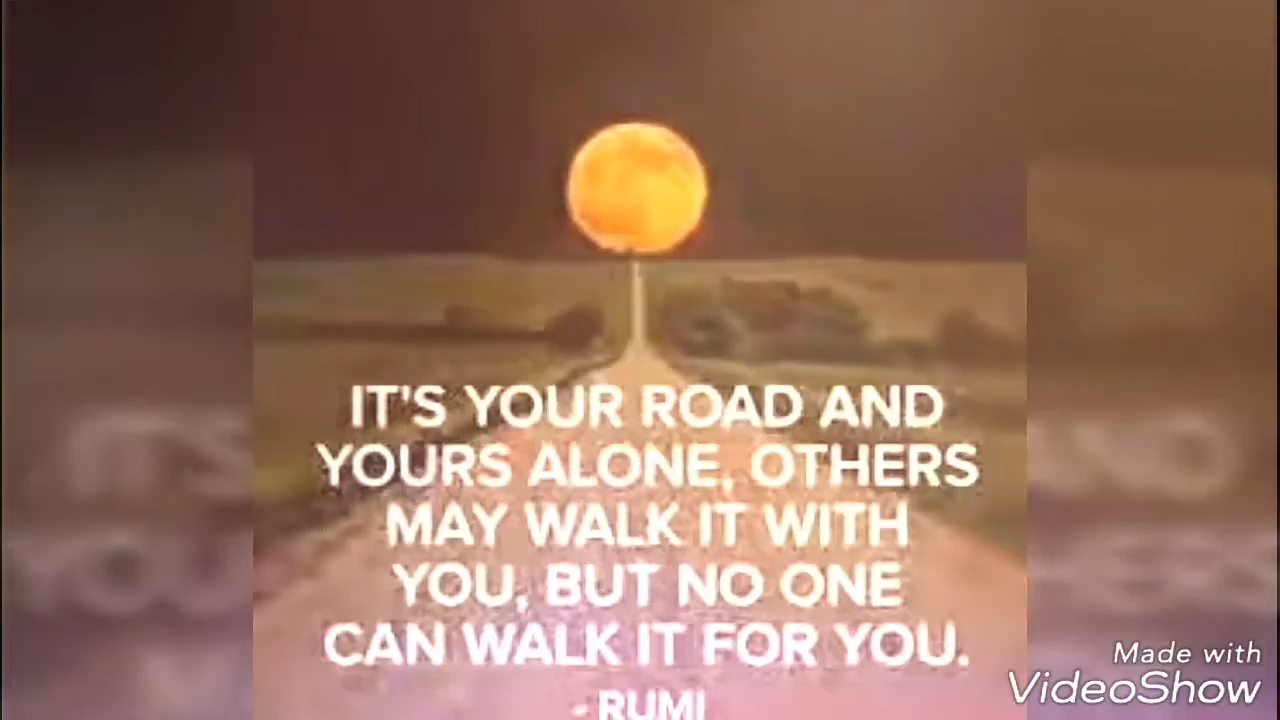 IT'S YOUR ROAD AND
YOURS ALONE, OTHERS
MAY WALK IT WITH
YOU, BUT NO ONE
CAN WALK IT FOR YOU.
- RUMI
Made with
VideoShow